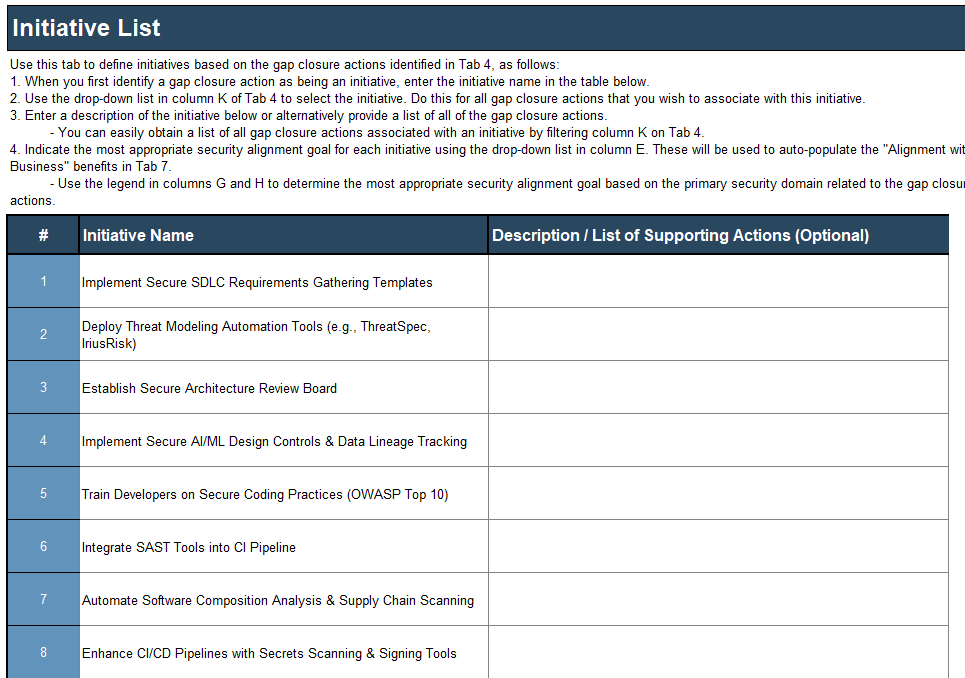 Initiative List
Use this tab to define initiatives based on the gap closure actions identified in Tab 4, as follows:
1. When you first identify a gap closure action as being an initiative, enter the initiative name in the table below.
2. Use the drop-down list in column K of Tab 4 to select the initiative. Do this for all gap closure actions that you wish to associate with this initiative.
3. Enter a description of the initiative below or alternatively provide a list of all of the gap closure actions.
- You can easily obtain a list of all gap closure actions associated with an initiative by filtering column K on Tab 4.
4. Indicate the most appropriate security alignment goal for each initiative using the drop-down list in column E. These will be used to auto-populate the "Alignment wit
Business" benefits in Tab 7.
- Use the legend in columns G and H to determine the most appropriate security alignment goal based on the primary security domain related to the gap closu
actions.
# Initiative Name Description / List of Supporting Actions (Optional)
1 Implement Secure SDLC Requirements Gathering Templates
2 Deploy Threat Modeling Automation Tools (e.g., ThreatSpec,
IriusRisk)
3 Establish Secure Architecture Review Board
4 Implement Secure AI/ML Design Controls & Data Lineage Tracking
5 Train Developers on Secure Coding Practices (OWASP Top 10)
6 Integrate SAST Tools into CI Pipeline
7 Automate Software Composition Analysis & Supply Chain Scanning
8 Enhance CI/CD Pipelines with Secrets Scanning & Signing Tools